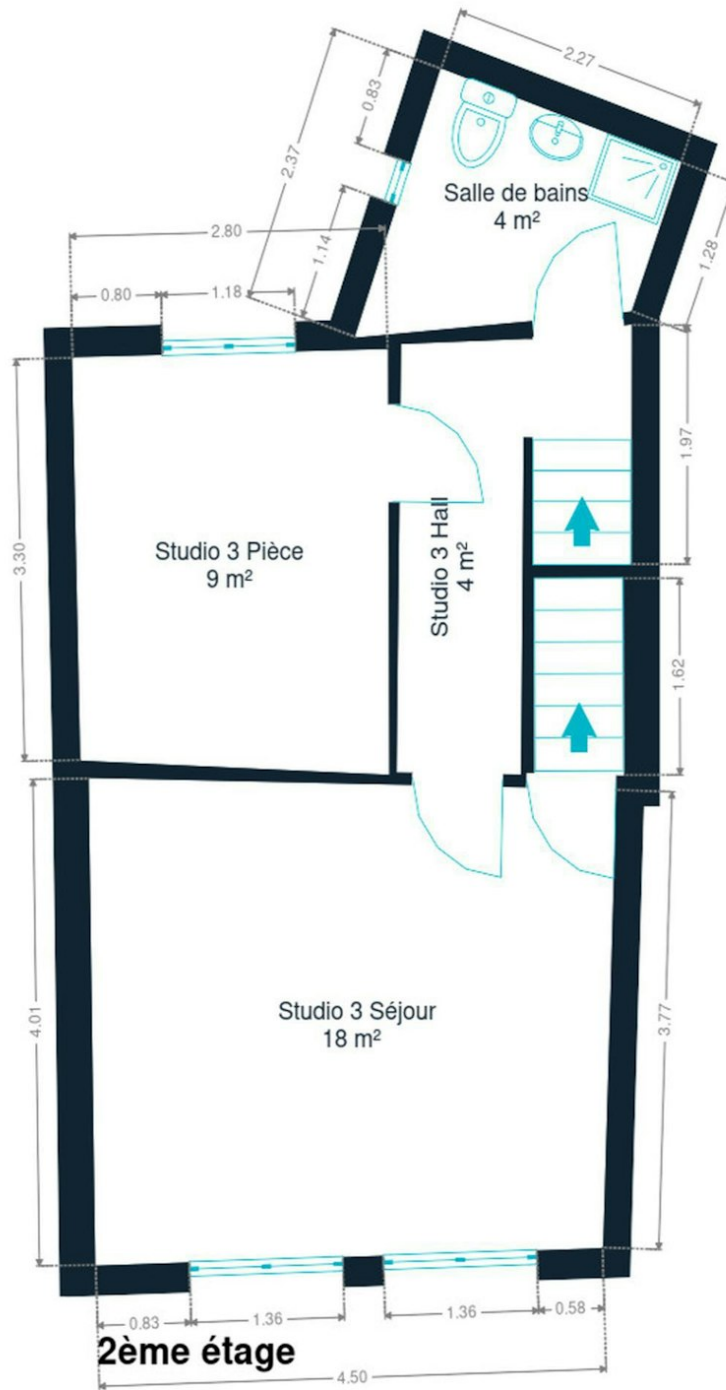 2.27
0.83
2.37
Salle de bains
4 m²
1.28
2.80
1.14
0.80
1.18
1.97
3.30
Studio 3 Pièce
9 m²
Studio 3 Hall
4 m²
1.62
4.01
Studio 3 Séjour
18 m²
3.77
0.83
1.36
1.36
0.58
2ème étage
4.50